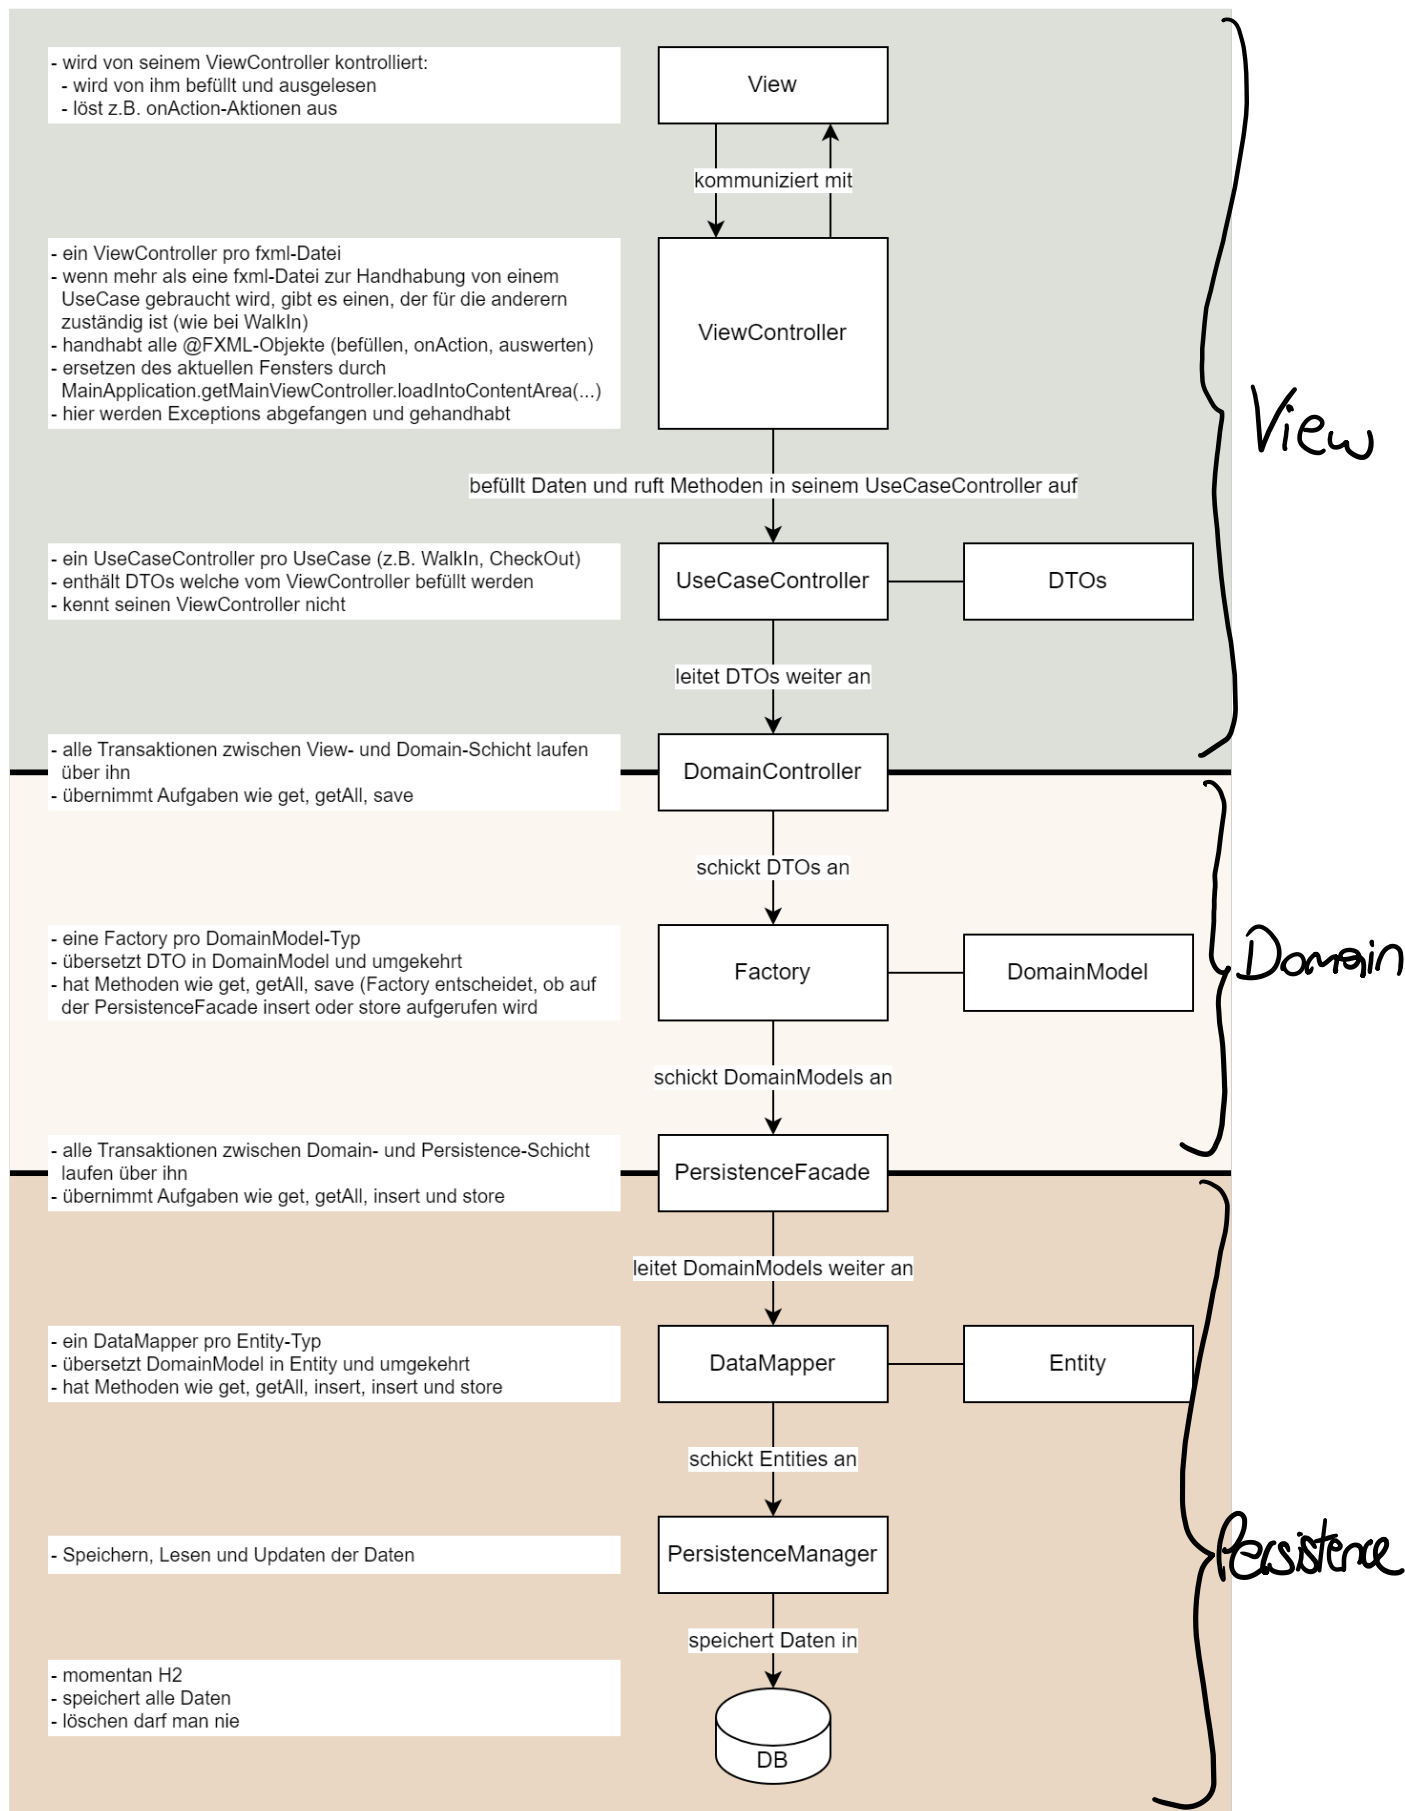 - wird von seinem ViewController kontrolliert:
- wird von ihm befüllt und ausgelesen
- löst z.B. onAction-Aktionen aus
View
kommuniziert mit
- ein ViewController pro fxml-Datei
- wenn mehr als eine fxml-Datei zur Handhabung von einem
UseCase gebraucht wird, gibt es einen, der für die anderern
zuständig ist (wie bei WalkIn)
- handhabt alle @FXML-Objekte (befüllen, onAction, auswerten)
- ersetzen des aktuellen Fensters durch
MainApplication.getMainViewController.loadIntoContentArea(...)
- hier werden Exceptions abgefangen und gehandhabt
ViewController
View
befüllt Daten und ruft Methoden in seinem UseCaseController auf
- ein UseCaseController pro UseCase (z.B. WalkIn, CheckOut)
- enthält DTOs welche vom ViewController befüllt werden
- kennt seinen ViewController nicht
UseCaseController
DTOs
leitet DTOs weiter an
- alle Transaktionen zwischen View- und Domain-Schicht laufen
über ihn
- übernimmt Aufgaben wie get, getAll, save
DomainController
schickt DTOs an
- eine Factory pro DomainModel-Typ
- übersetzt DTO in DomainModel und umgekehrt
- hat Methoden wie get, getAll, save (Factory entscheidet, ob auf
der PersistenceFacade insert oder store aufgerufen wird
Factory
DomainModel
Domain
schickt DomainModels an
- alle Transaktionen zwischen Domain- und Persistence-Schicht
laufen über ihn
- übernimmt Aufgaben wie get, getAll, insert und store
PersistenceFacade
leitet DomainModels weiter an
- ein DataMapper pro Entity-Typ
- übersetzt DomainModel in Entity und umgekehrt
- hat Methoden wie get, getAll, insert, insert und store
DataMapper
Entity
schickt Entities an
- Speichern, Lesen und Updaten der Daten
PersistenceManager
Persistence
speichert Daten in
- momentan H2
- speichert alle Daten
- löschen darf man nie
DB